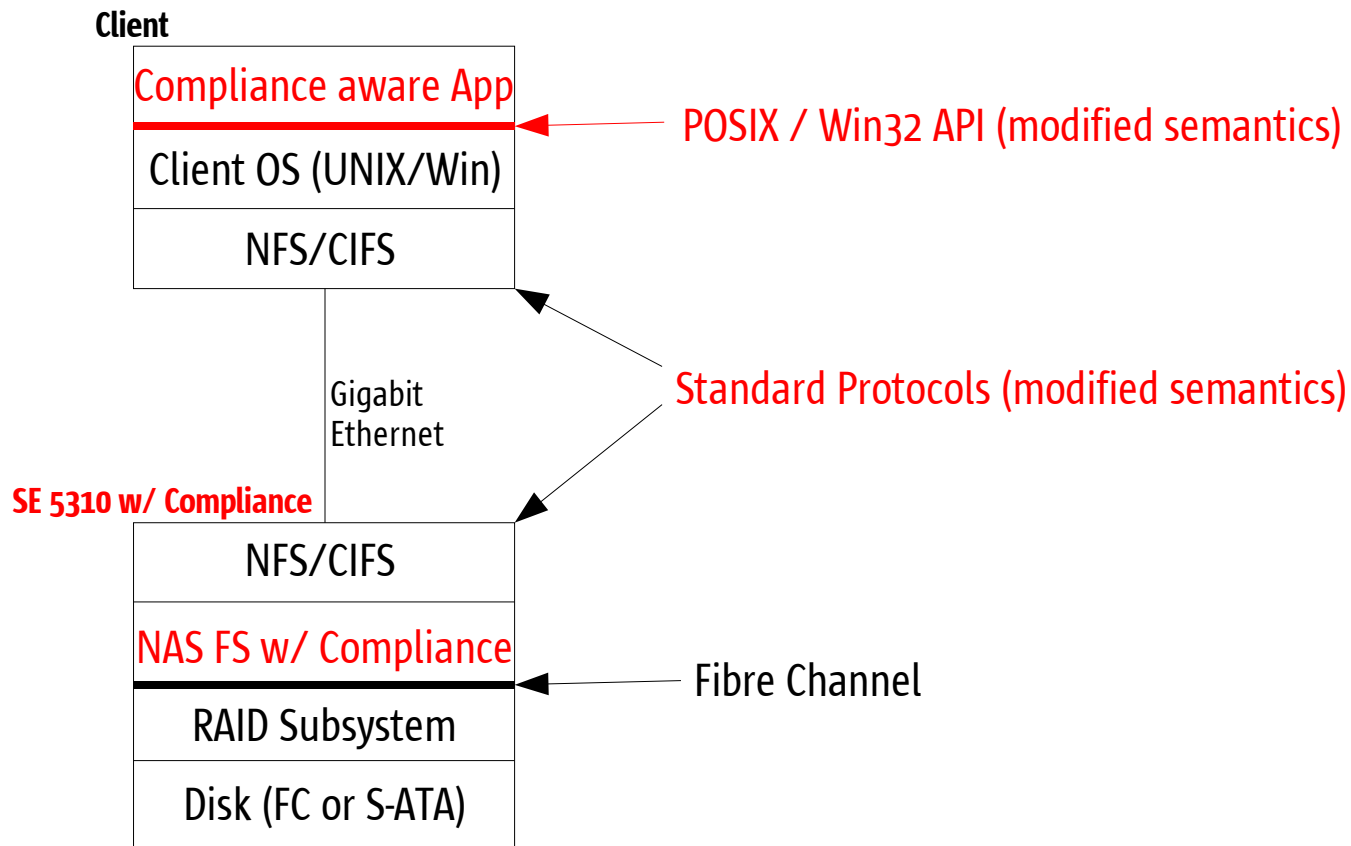 Client
Compliance aware App
POSIX / Win32 API (modified semantics)
Client OS (UNIX/Win)
NFS/CIFS
Gigabit
Ethernet
Standard Protocols (modified semantics)
SE 5310 w/ Compliance
NFS/CIFS
NAS FS w/ Compliance
Fibre Channel
RAID Subsystem
Disk (FC or S-ATA)